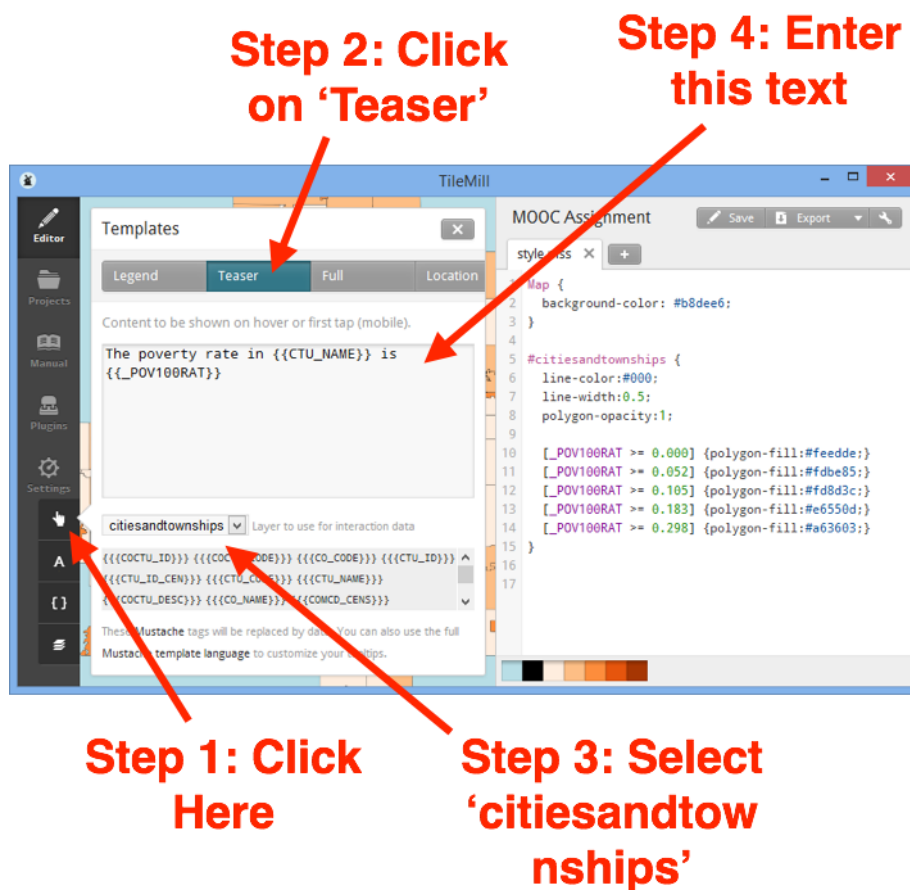 Step 2: Click
on ‘Teaser’
Step 4: Enter
this text
TileMill
Editor
Projects
Manual
Plugins
Settings
A
{}
Templates
Legend
Teaser
Full
Location
Content to be shown on hover or first tap (mobile).
The poverty rate in {{CTU_NAME}} is
{{_POV100RAT}}
citiesandtownships
Layer to use for interaction data
{{{COCTU_ID}}} {{{CO_CODE}}} {{{CTU_ID}}}
{{{CTU_ID_CEN}}} {{{CTU_NAME}}}
{{{CO_NAME}}} {{{COMCD_CENS}}}
These Mustache tags will be replaced by data. You can also use the full
Mustache template language to customize your tooltips.
MOOC Assignment
Save
Export
style.mss
+
1 Map {
2 background-color: #b8dee6;
3 }
4
5 #citiesandtownships {
6 line-color:#000;
7 line-width:0.5;
8 polygon-opacity:1;
9
10 [_POV100RAT >= 0.000] {polygon-fill:#feedde;}
11 [_POV100RAT >= 0.052] {polygon-fill:#fdbe85;}
12 [_POV100RAT >= 0.105] {polygon-fill:#fd8d3c;}
13 [_POV100RAT >= 0.183] {polygon-fill:#e6550d;}
14 [_POV100RAT >= 0.298] {polygon-fill:#a63603;}
15 }
16
17
Step 1: Click
Here
Step 3: Select
‘citiesandtow
nships’